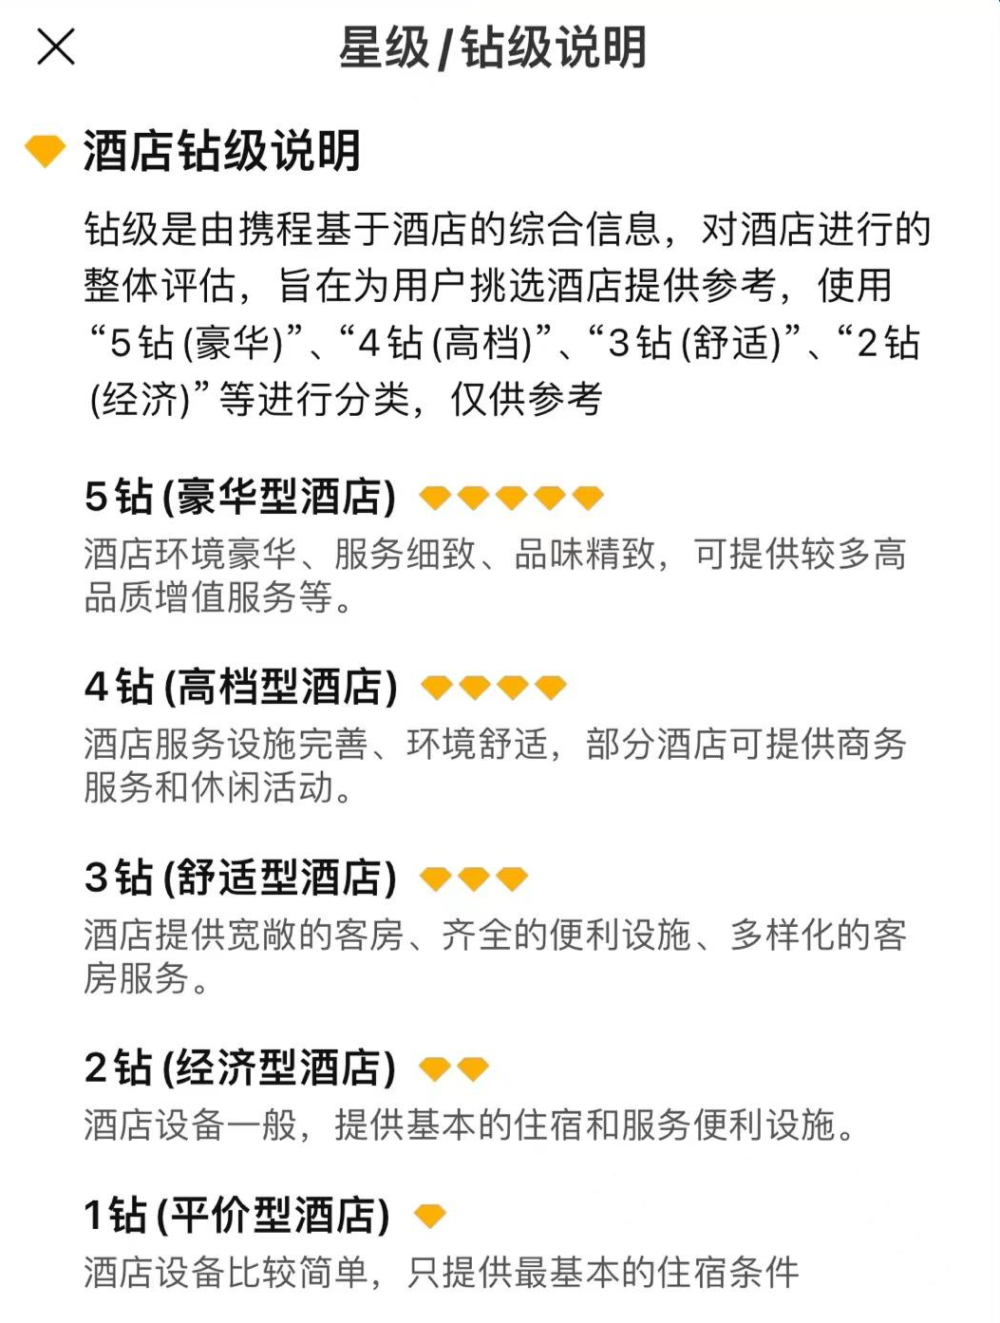 星级/钻级说明
酒店钻级说明
钻级是由携程基于酒店的综合信息，对酒店进行的
整体评估，旨在为用户挑选酒店提供参考，使用
“5钻(豪华)”、“4钻(高档)”、“3钻(舒适)”、“2钻
(经济)”等进行分类，仅供参考
5钻(豪华型酒店)
酒店环境豪华、服务细致、品味精致，可提供较多高
品质增值服务等。
4钻(高档型酒店)
酒店服务设施完善、环境舒适，部分酒店可提供商务
服务和休闲活动。
3钻(舒适型酒店)
酒店提供宽敞的客房、齐全的便利设施、多样化的客
房服务。
2钻(经济型酒店)
酒店设备一般，提供基本的住宿和服务便利设施。
1钻(平价型酒店)
酒店设备比较简单，只提供最基本的住宿条件